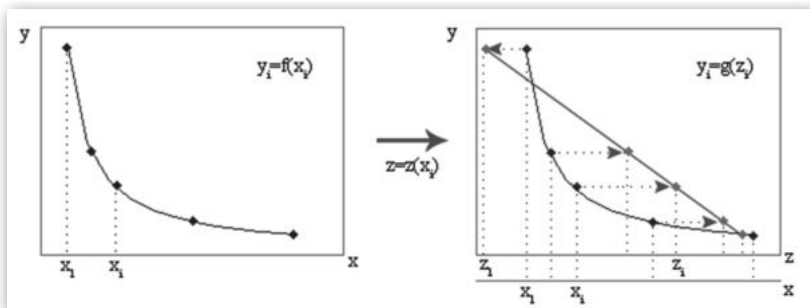 y
yᵢ=f(xᵢ)
x₁
xᵢ
x
z=z(xᵢ)
y
yᵢ=g(zᵢ)
z₁
zᵢ
z
x₁
xᵢ
x